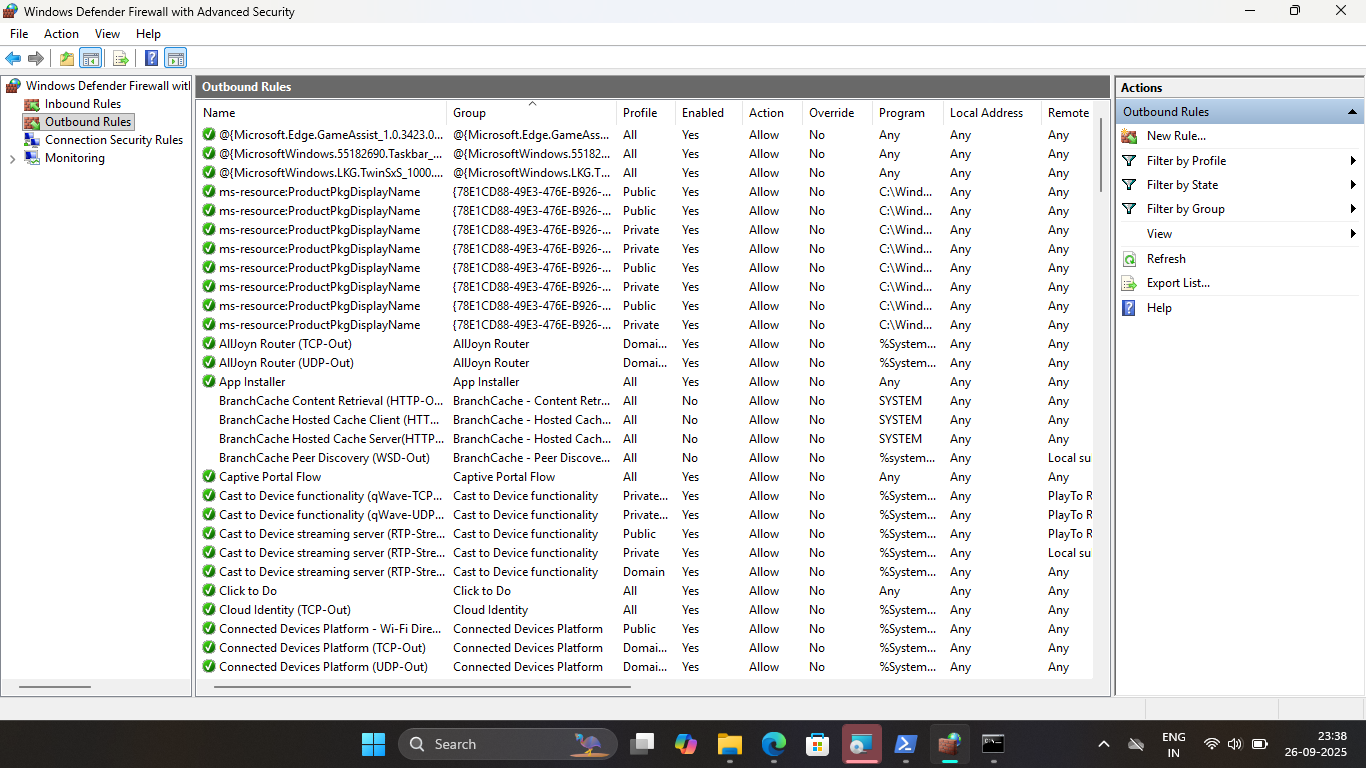 Windows Defender Firewall with Advanced Security
File Action View Help
Windows Defender Firewall witl
Inbound Rules
Outbound Rules
Connection Security Rules
Monitoring
Outbound Rules
Name Group Profile Enabled Action Override Program Local Address Remote
@{Microsoft.Edge.GameAssist_1.0.3423.0... @{Microsoft.Edge.GameAss... All Yes Allow No Any Any Any
@{MicrosoftWindows.55182690.Taskbar_... @{MicrosoftWindows.55182... All Yes Allow No Any Any Any
@{MicrosoftWindows.LKG.TwinSxS_1000.... @{MicrosoftWindows.LKG.T... All Yes Allow No Any Any Any
ms-resource:ProductPkgDisplayName {78E1CD88-49E3-476E-B926-... Public Yes Allow No C:\Wind... Any Any
ms-resource:ProductPkgDisplayName {78E1CD88-49E3-476E-B926-... Public Yes Allow No C:\Wind... Any Any
ms-resource:ProductPkgDisplayName {78E1CD88-49E3-476E-B926-... Private Yes Allow No C:\Wind... Any Any
ms-resource:ProductPkgDisplayName {78E1CD88-49E3-476E-B926-... Private Yes Allow No C:\Wind... Any Any
ms-resource:ProductPkgDisplayName {78E1CD88-49E3-476E-B926-... Public Yes Allow No C:\Wind... Any Any
ms-resource:ProductPkgDisplayName {78E1CD88-49E3-476E-B926-... Private Yes Allow No C:\Wind... Any Any
ms-resource:ProductPkgDisplayName {78E1CD88-49E3-476E-B926-... Public Yes Allow No C:\Wind... Any Any
ms-resource:ProductPkgDisplayName {78E1CD88-49E3-476E-B926-... Private Yes Allow No C:\Wind... Any Any
AllJoyn Router (TCP-Out) AllJoyn Router Domai... Yes Allow No %System... Any Any
AllJoyn Router (UDP-Out) AllJoyn Router Domai... Yes Allow No %System... Any Any
App Installer App Installer All Yes Allow No Any Any Any
BranchCache Content Retrieval (HTTP-O... BranchCache - Content Retr... All No Allow No SYSTEM Any Any
BranchCache Hosted Cache Client (HTT... BranchCache - Hosted Cach... All No Allow No SYSTEM Any Any
BranchCache Hosted Cache Server(HTTP... BranchCache - Hosted Cach... All No Allow No SYSTEM Any Any
BranchCache Peer Discovery (WSD-Out) BranchCache - Peer Discove... All No Allow No %system... Any Local su
Captive Portal Flow Captive Portal Flow All Yes Allow No Any Any Any
Cast to Device functionality (qWave-TCP... Cast to Device functionality Private... Yes Allow No %System... Any PlayTo R
Cast to Device functionality (qWave-UDP... Cast to Device functionality Private... Yes Allow No %System... Any PlayTo R
Cast to Device streaming server (RTP-Stre... Cast to Device functionality Public Yes Allow No %System... Any PlayTo R
Cast to Device streaming server (RTP-Stre... Cast to Device functionality Private Yes Allow No %System... Any Local su
Cast to Device streaming server (RTP-Stre... Cast to Device functionality Domain Yes Allow No %System... Any Any
Click to Do Click to Do All Yes Allow No Any Any Any
Cloud Identity (TCP-Out) Cloud Identity All Yes Allow No %System... Any Any
Connected Devices Platform - Wi-Fi Dire... Connected Devices Platform Public Yes Allow No %System... Any Any
Connected Devices Platform (TCP-Out) Connected Devices Platform Domai... Yes Allow No %System... Any Any
Connected Devices Platform (UDP-Out) Connected Devices Platform Domai... Yes Allow No %System... Any Any
Actions
Outbound Rules
New Rule...
Filter by Profile
Filter by State
Filter by Group
View
Refresh
Export List...
Help
Search
ENG
IN
23:38
26-09-2025